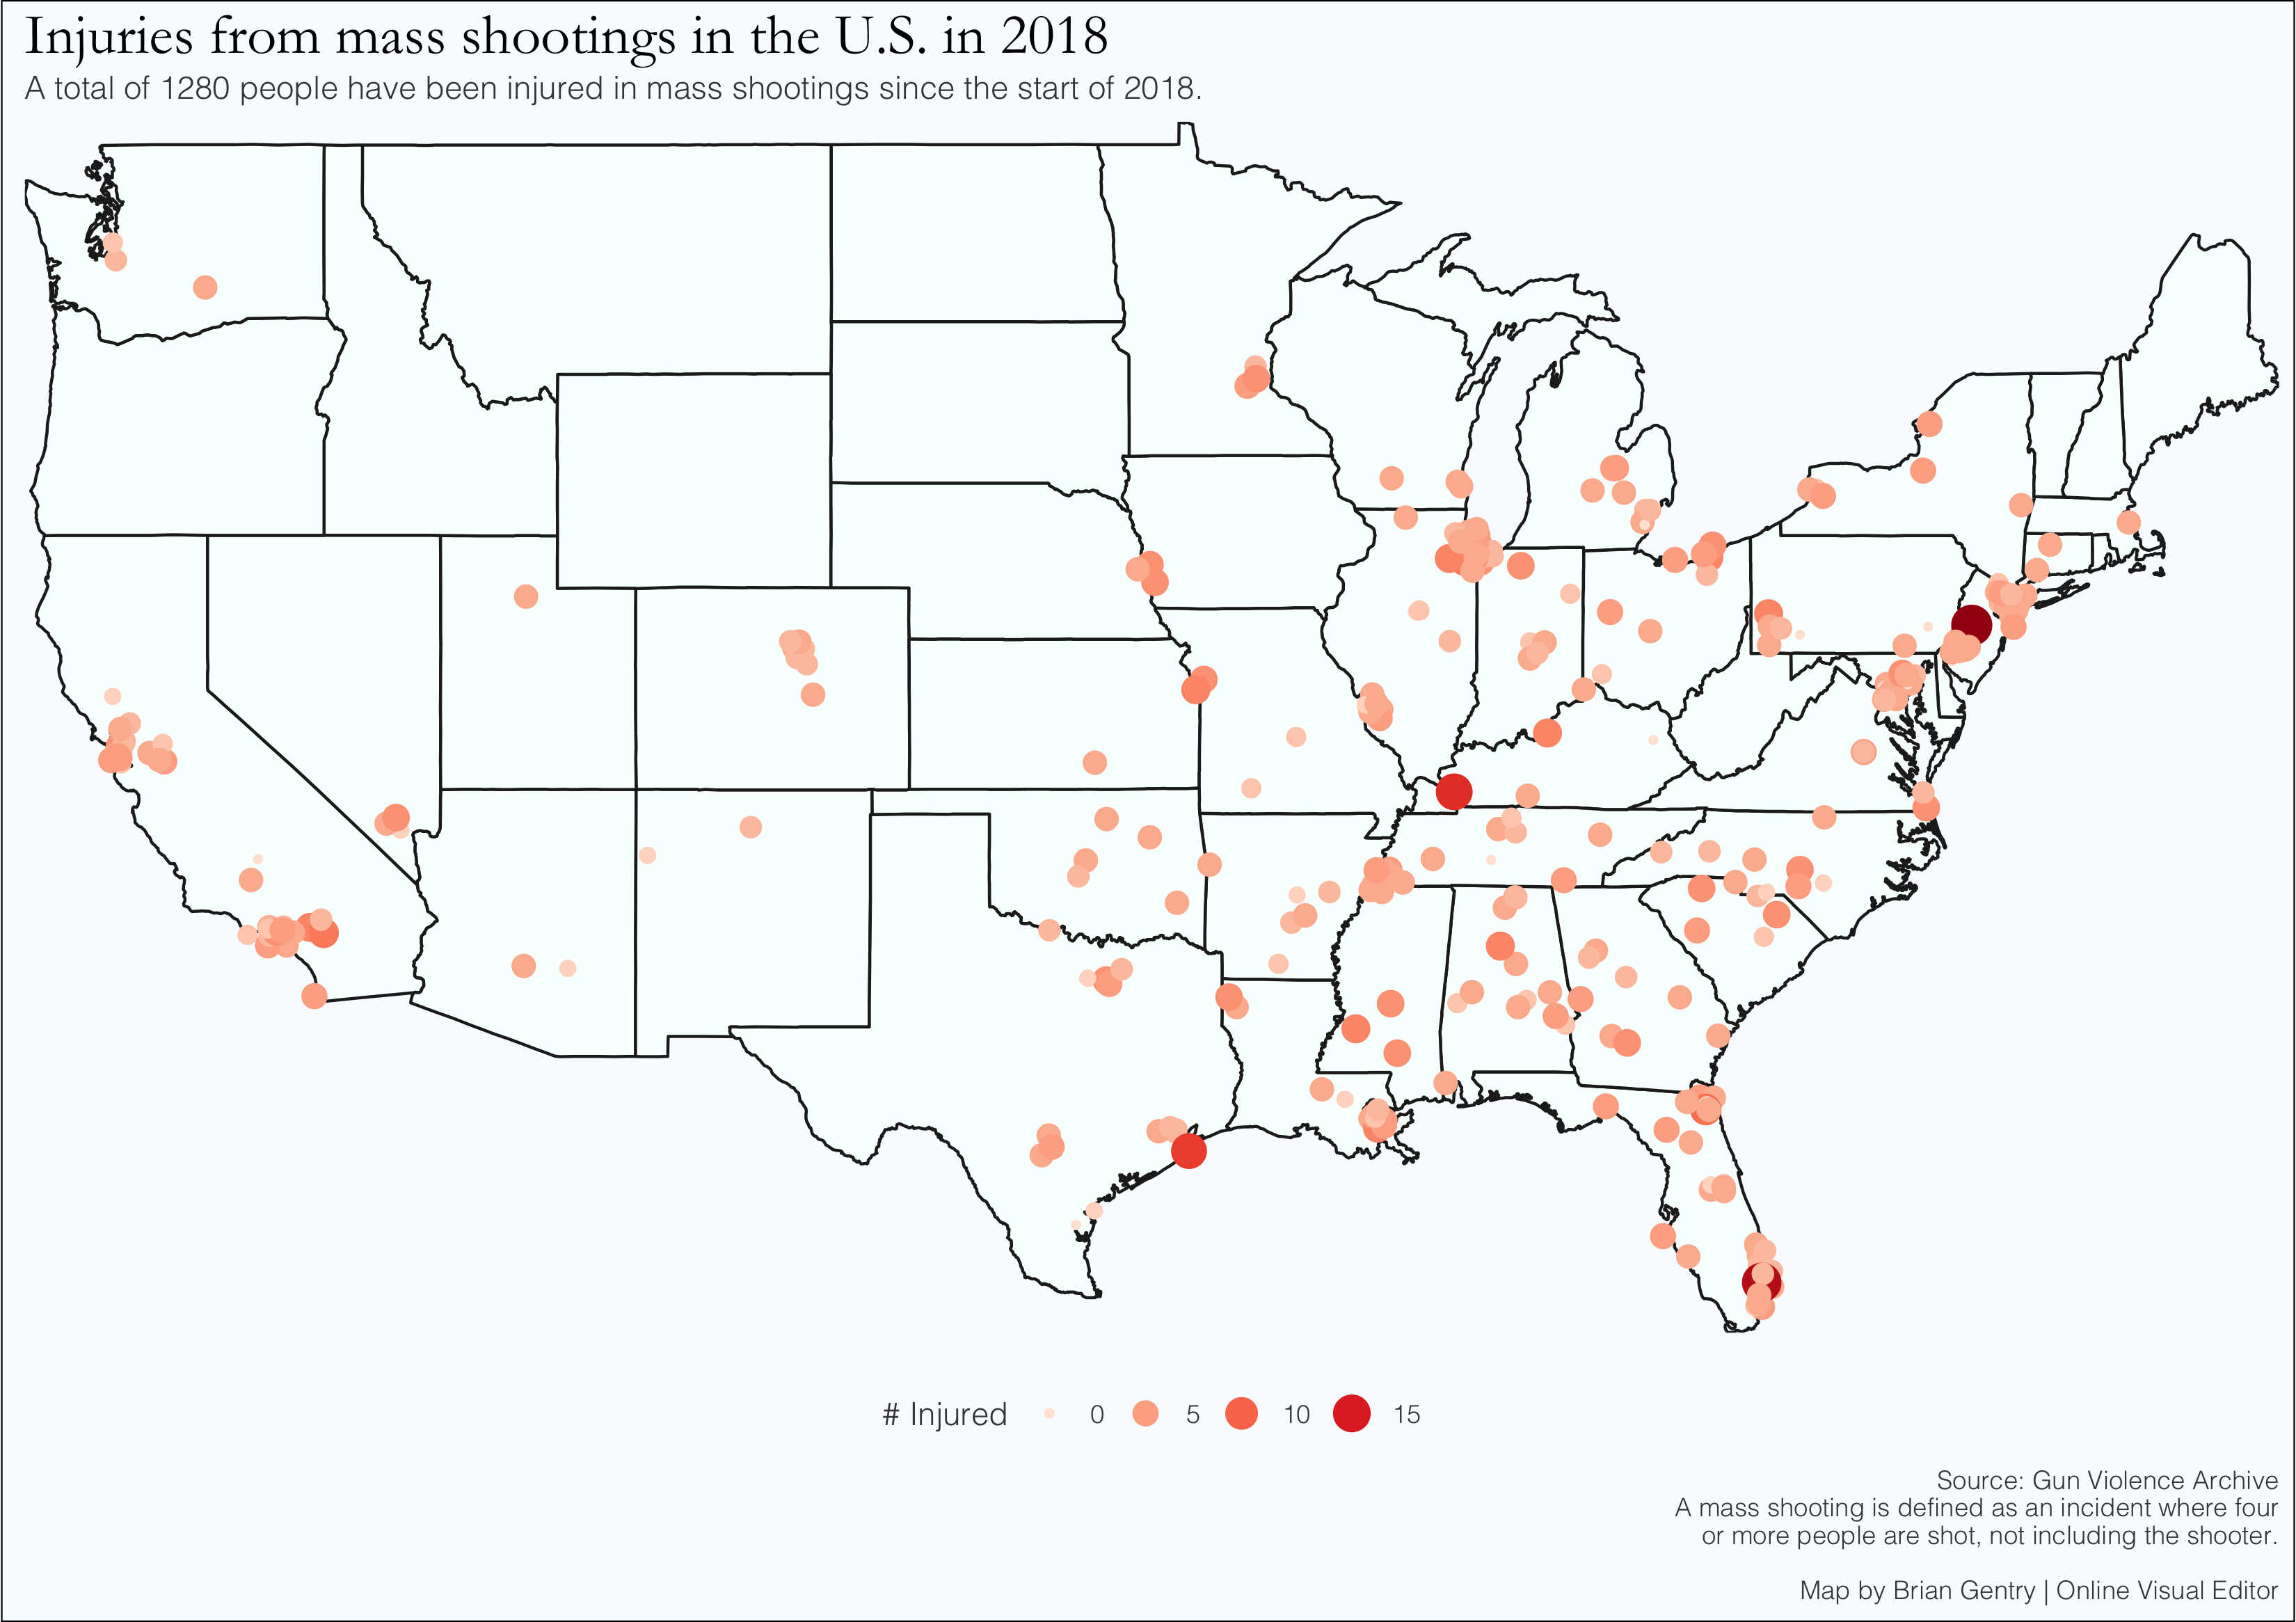 Injuries from mass shootings in the U.S. in 2018
A total of 1280 people have been injured in mass shootings since the start of 2018.
# Injured 0 5 10 15
Source: Gun Violence Archive
A mass shooting is defined as an incident where four
or more people are shot, not including the shooter.
Map by Brian Gentry | Online Visual Editor